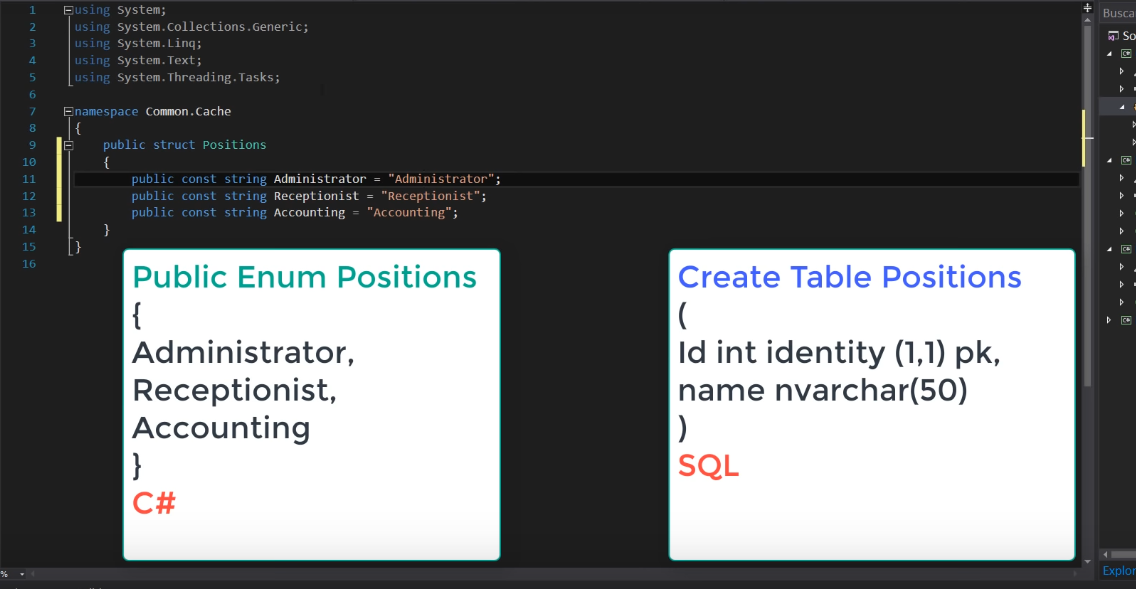 1 using System;
2 using System.Collections.Generic;
3 using System.Linq;
4 using System.Text;
5 using System.Threading.Tasks;
6
7 namespace Common.Cache
8 {
9 public struct Positions
10 {
11 public const string Administrator = "Administrator";
12 public const string Receptionist = "Receptionist";
13 public const string Accounting = "Accounting";
14 }
15 }
16
Public Enum Positions
{
Administrator,
Receptionist,
Accounting
}
C#
Create Table Positions
(
Id int identity (1,1) pk,
name nvarchar(50)
)
SQL
Busca
So
Explor
%